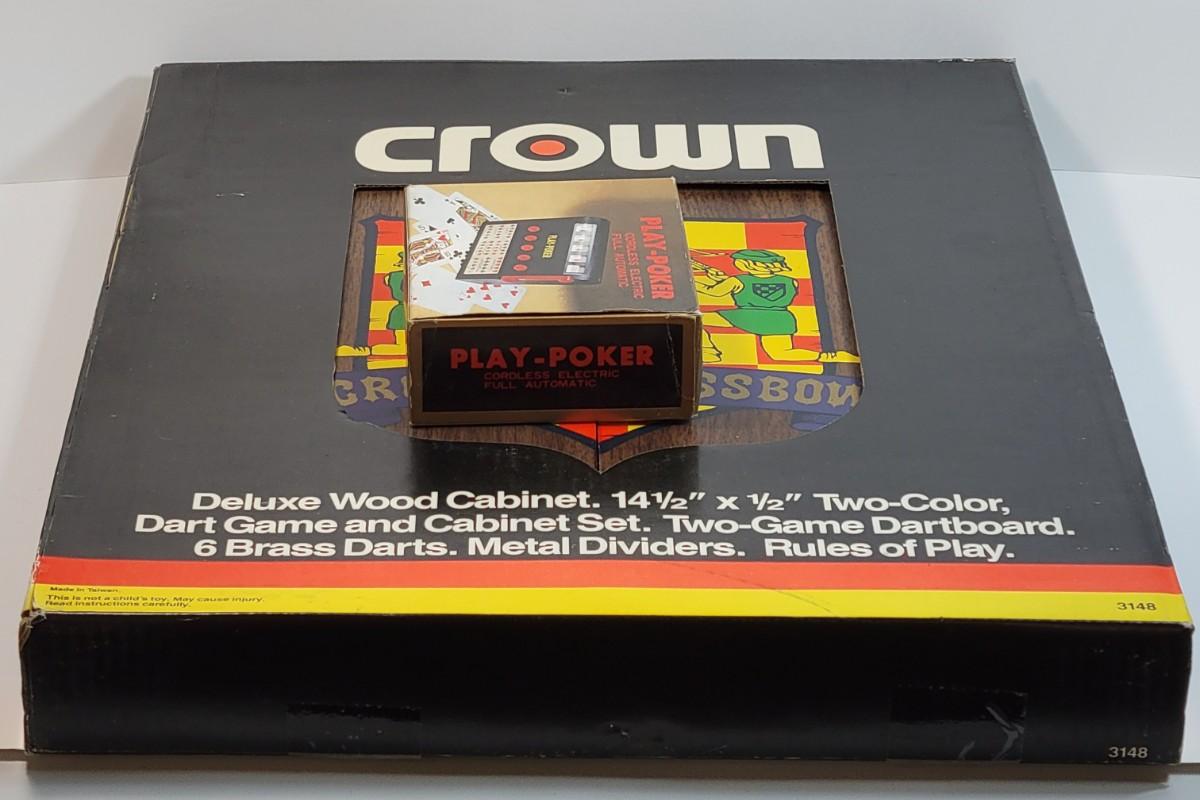 crown
PLAY-POKER
CORDLESS ELECTRIC
FULL AUTOMATIC
PLAY-POKER
PLAY-POKER
CORDLESS ELECTRIC
FULL AUTOMATIC
CR SSBOW
Deluxe Wood Cabinet. 14½" x ½" Two-Color,
Dart Game and Cabinet Set. Two-Game Dartboard.
6 Brass Darts. Metal Dividers. Rules of Play.
Made in Taiwan.
This is not a child's toy. May cause injury.
Read instructions carefully.
3148
3148